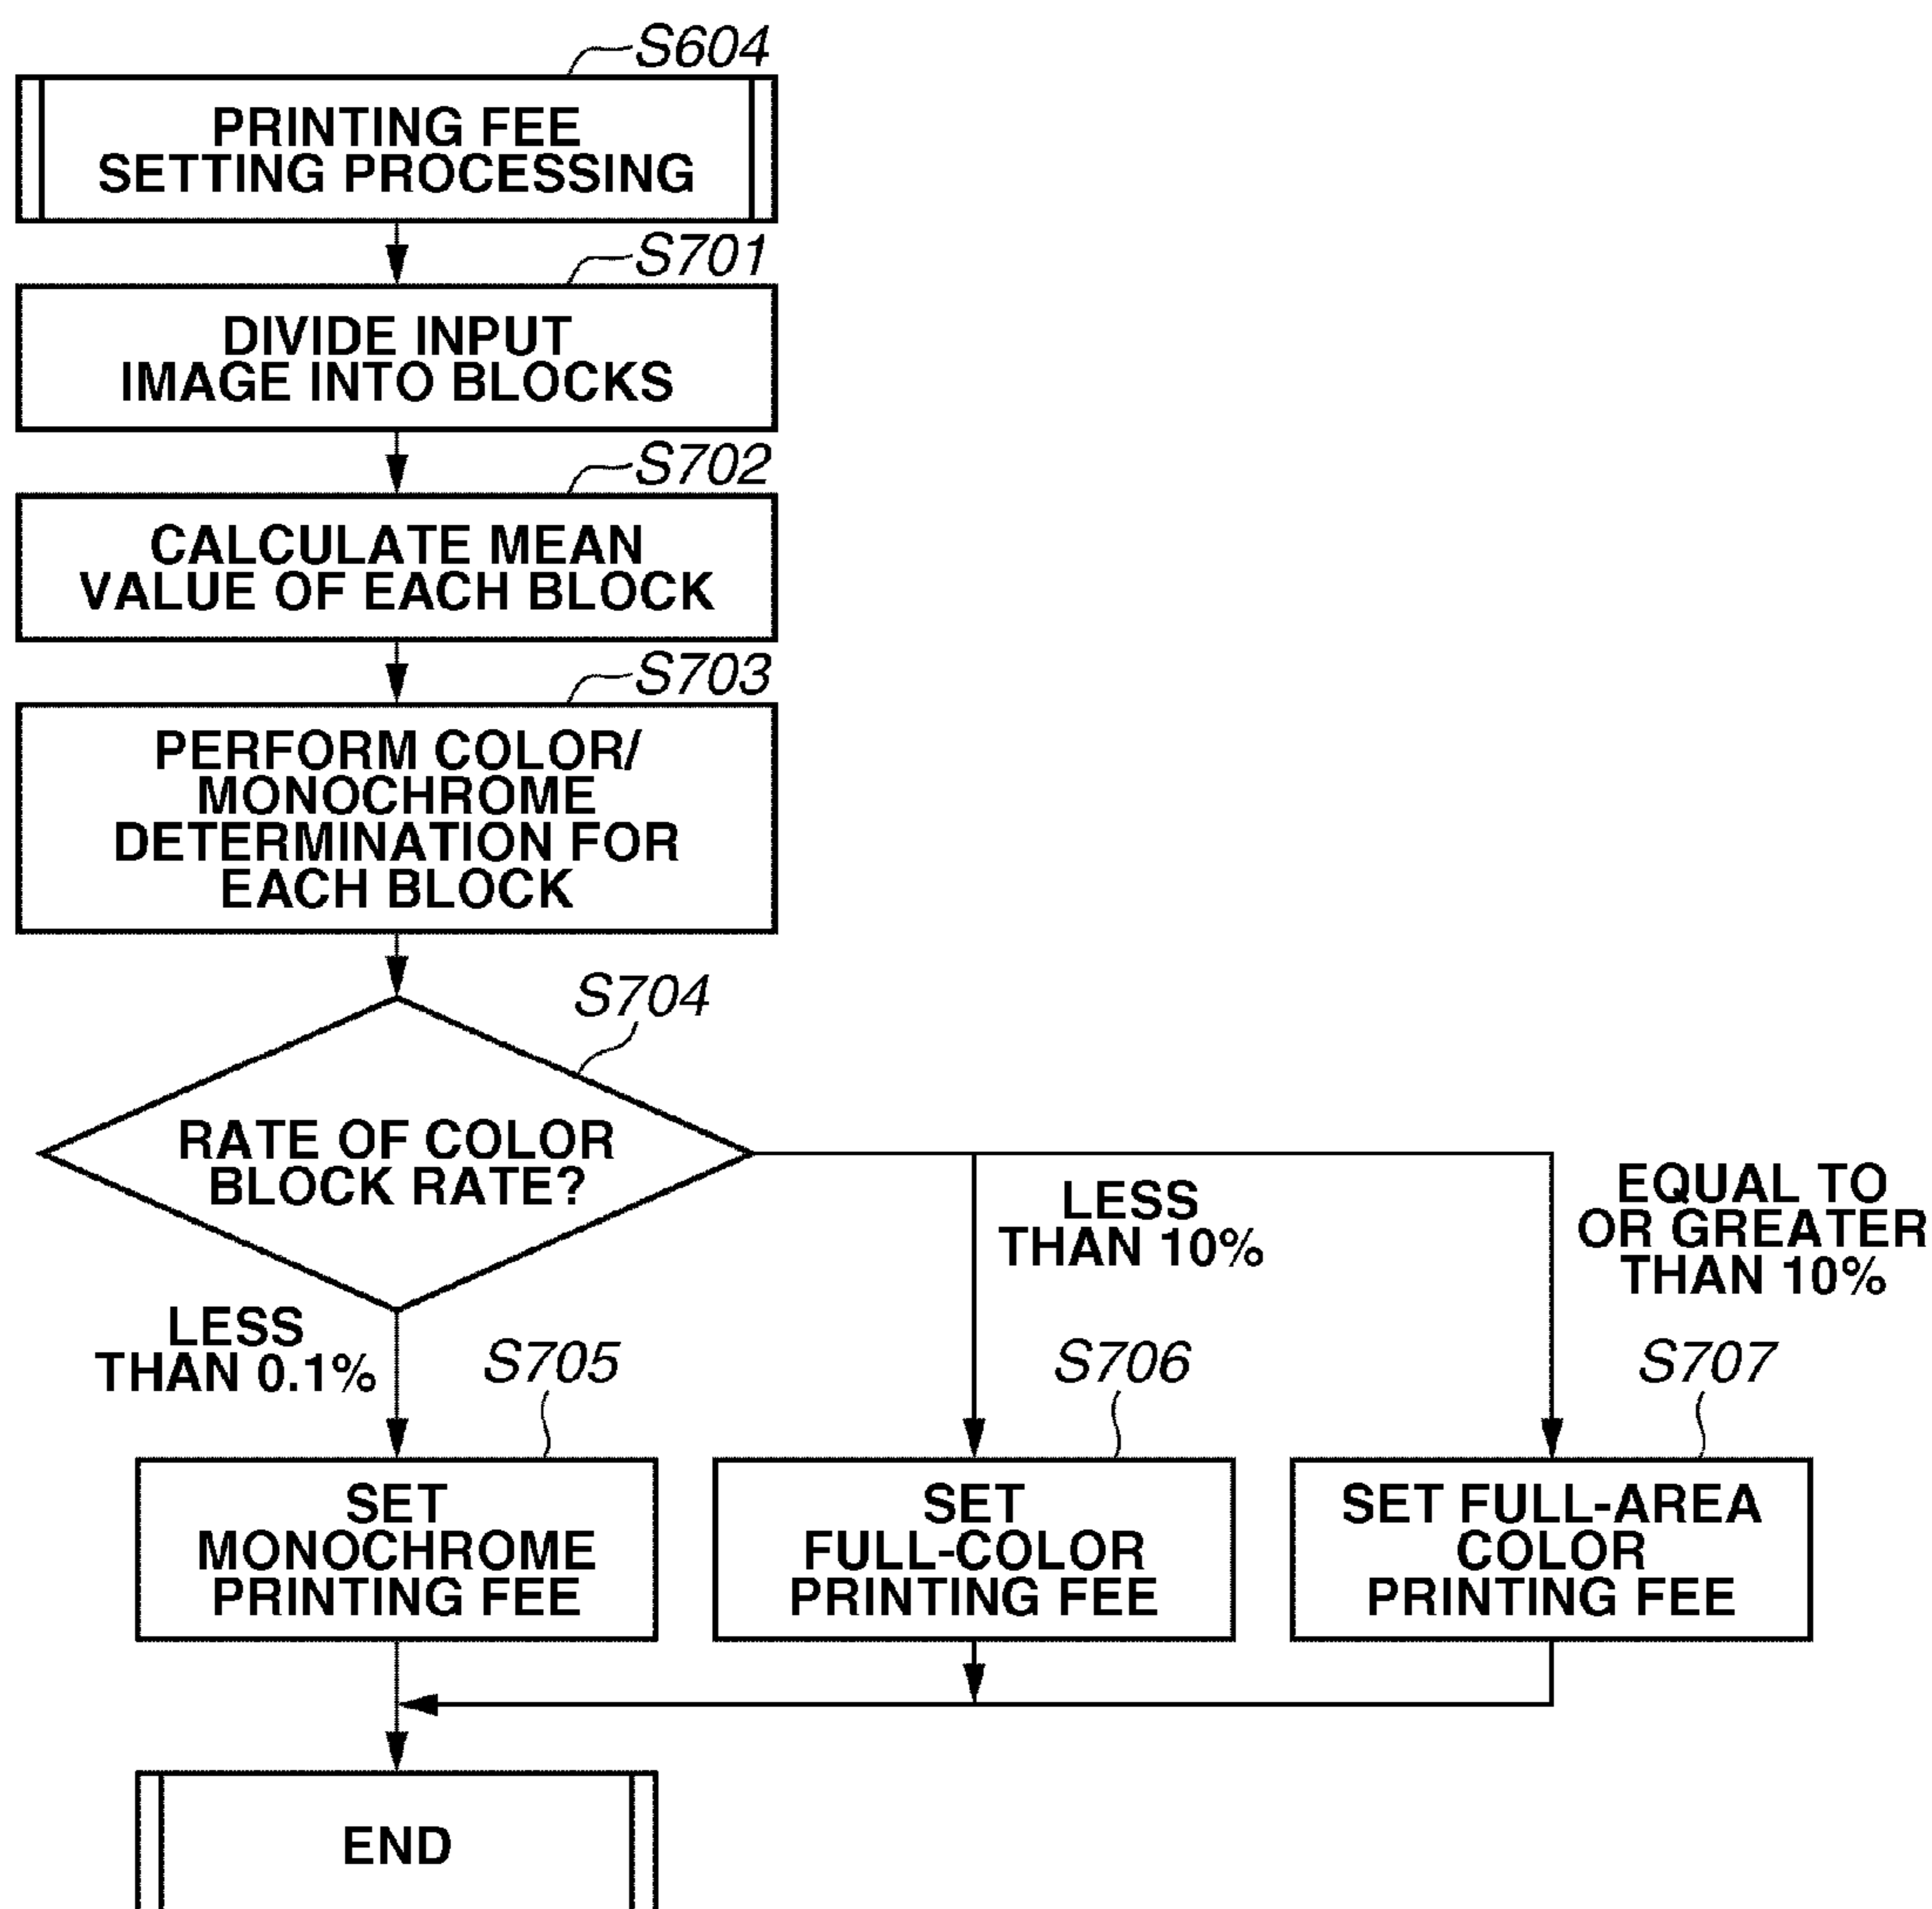 S604
PRINTING FEE
SETTING PROCESSING
S701
DIVIDE INPUT
IMAGE INTO BLOCKS
S702
CALCULATE MEAN
VALUE OF EACH BLOCK
S703
PERFORM COLOR/
MONOCHROME
DETERMINATION FOR
EACH BLOCK
S704
RATE OF COLOR
BLOCK RATE?
LESS
THAN 10%
EQUAL TO
OR GREATER
THAN 10%
LESS
THAN 0.1%
S705
SET
MONOCHROME
PRINTING FEE
S706
SET
FULL-COLOR
PRINTING FEE
S707
SET FULL-AREA
COLOR
PRINTING FEE
END